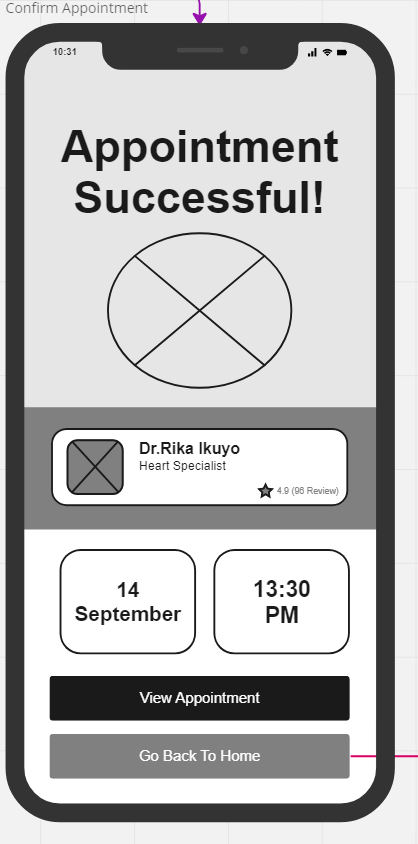 Confirm Appointment
10:31
Appointment
Successful!
Dr.Rika Ikuyo
Heart Specialist
4.9 (96 Review)
14
September
13:30
PM
View Appointment
Go Back To Home